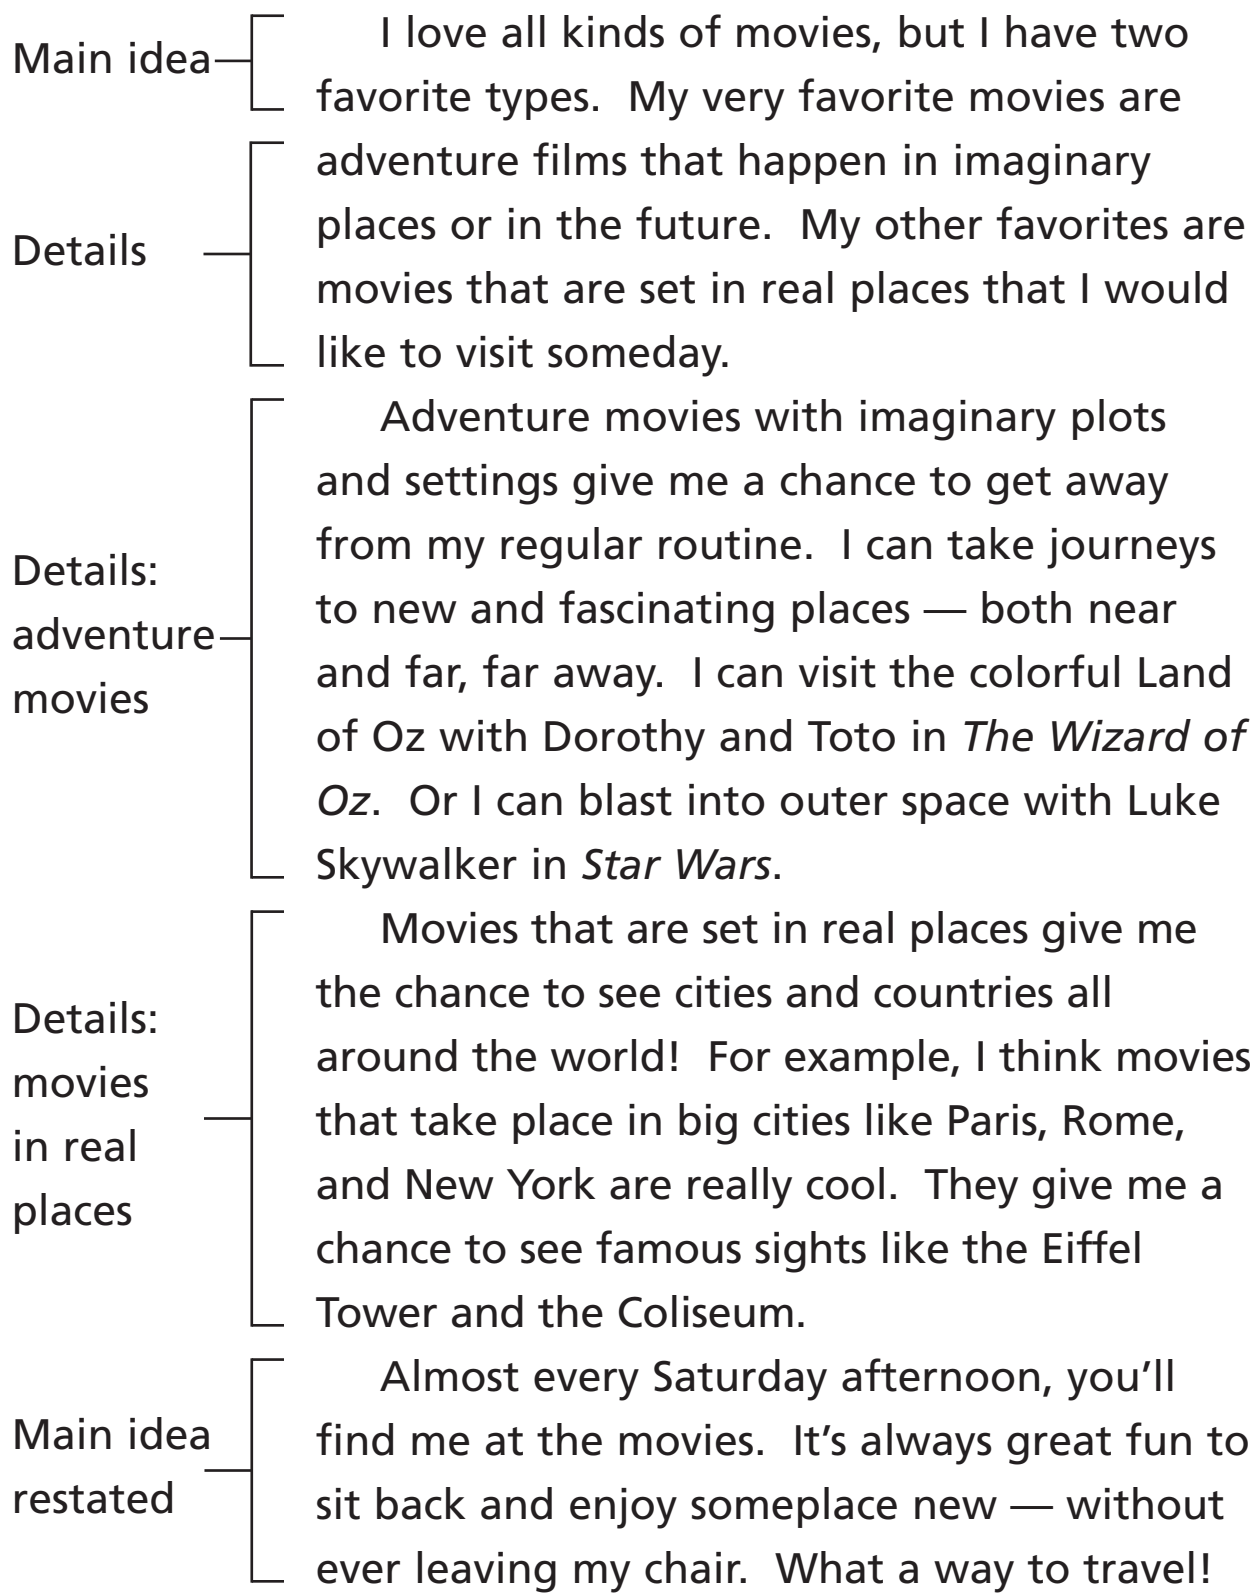 Main idea
I love all kinds of movies, but I have two
favorite types. My very favorite movies are
Details
adventure films that happen in imaginary
places or in the future. My other favorites are
movies that are set in real places that I would
like to visit someday.
Details:
adventure
movies
Adventure movies with imaginary plots
and settings give me a chance to get away
from my regular routine. I can take journeys
to new and fascinating places — both near
and far, far away. I can visit the colorful Land
of Oz with Dorothy and Toto in The Wizard of
Oz. Or I can blast into outer space with Luke
Skywalker in Star Wars.
Details:
movies
in real
places
Movies that are set in real places give me
the chance to see cities and countries all
around the world! For example, I think movies
that take place in big cities like Paris, Rome,
and New York are really cool. They give me a
chance to see famous sights like the Eiffel
Tower and the Coliseum.
Main idea
restated
Almost every Saturday afternoon, you’ll
find me at the movies. It’s always great fun to
sit back and enjoy someplace new — without
ever leaving my chair. What a way to travel!